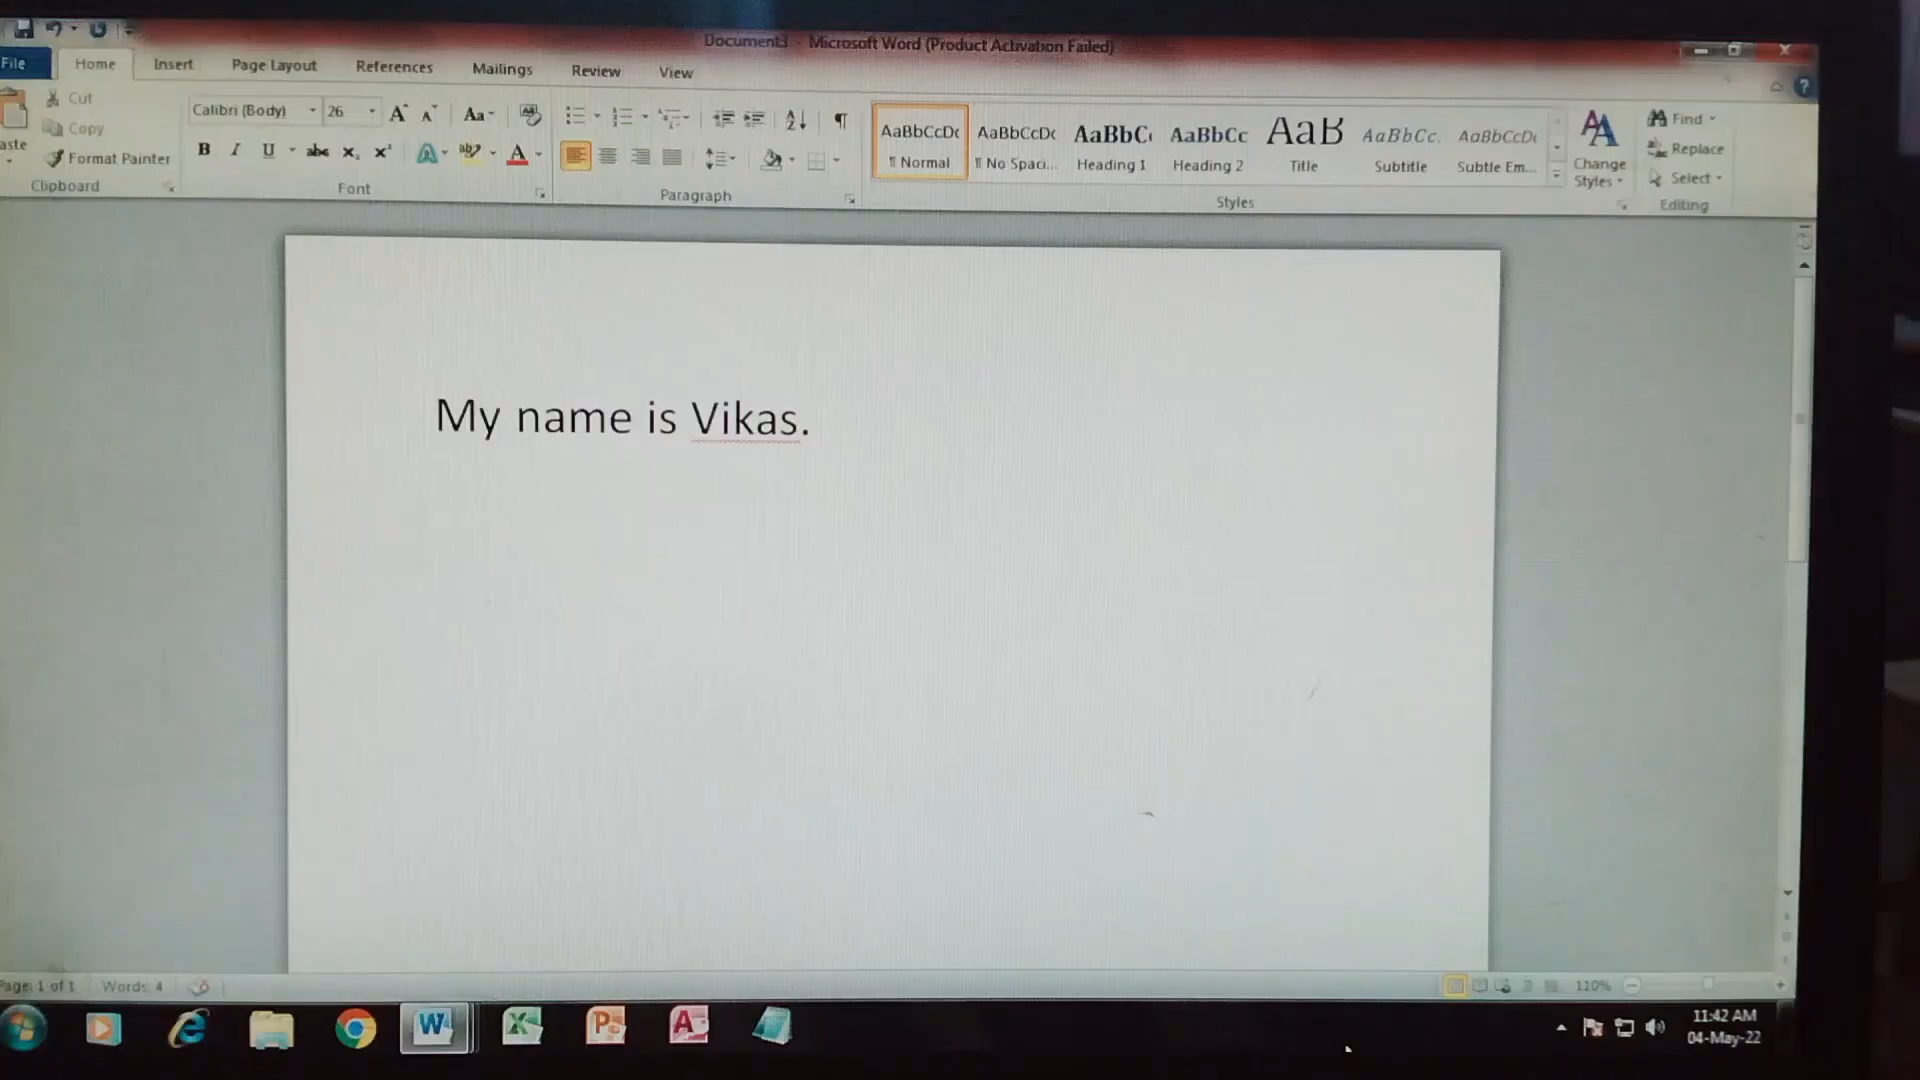 Document3 - Microsoft Word (Product Activation Failed)
File Home Insert Page Layout References Mailings Review View
Cut
Copy
Format Painter
Clipboard
Calibri (Body) 26
Font
Paragraph
AaBbCcDc AaBbCcDc AaBbC AaBbCc AaB AaBbCc. AaBbCcDc
¶ Normal ¶ No Spaci... Heading 1 Heading 2 Title Subtitle Subtle Em...
Styles
Change
Styles
Find
Replace
Select
Editing
My name is Vikas.
Page: 1 of 1 Words: 4
110%
11:42 AM
04-May-22